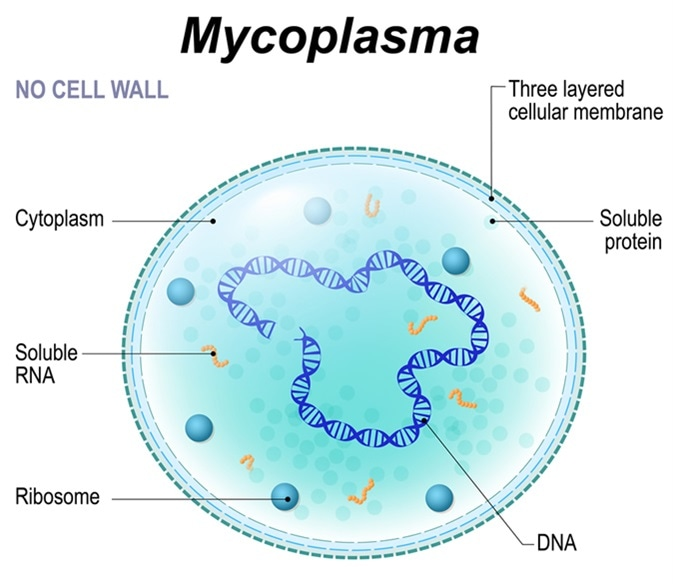 Mycoplasma
NO CELL WALL
Three layered
cellular membrane
Cytoplasm
Soluble
protein
Soluble
RNA
Ribosome
DNA